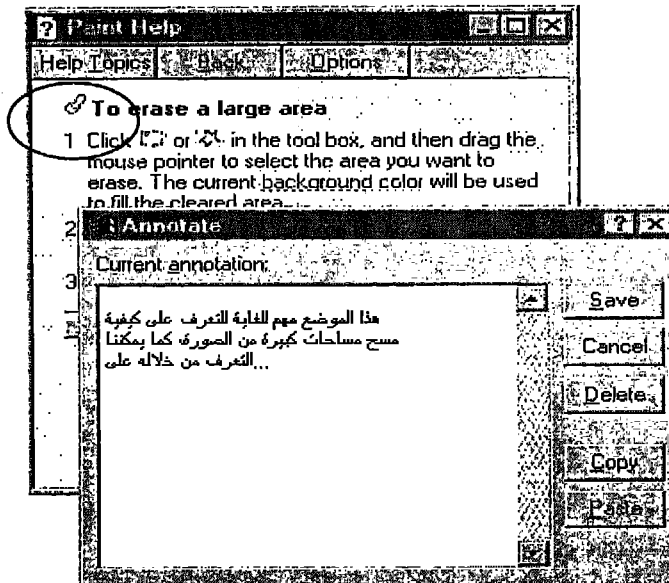 Paint Help
Help Topics Back Options
To erase a large area
1 Click or in the tool box, and then drag the
mouse pointer to select the area you want to
erase. The current background color will be used
to fill the cleared area.
2
3
Annotate
Current annotation:
هذا الموضع مهم للغاية للتعرف على كيفية
مسح مساحات كبيرة من الصورة، كما يمكننا
التعرف من خلاله على...
Save
Cancel
Delete
Copy
Paste